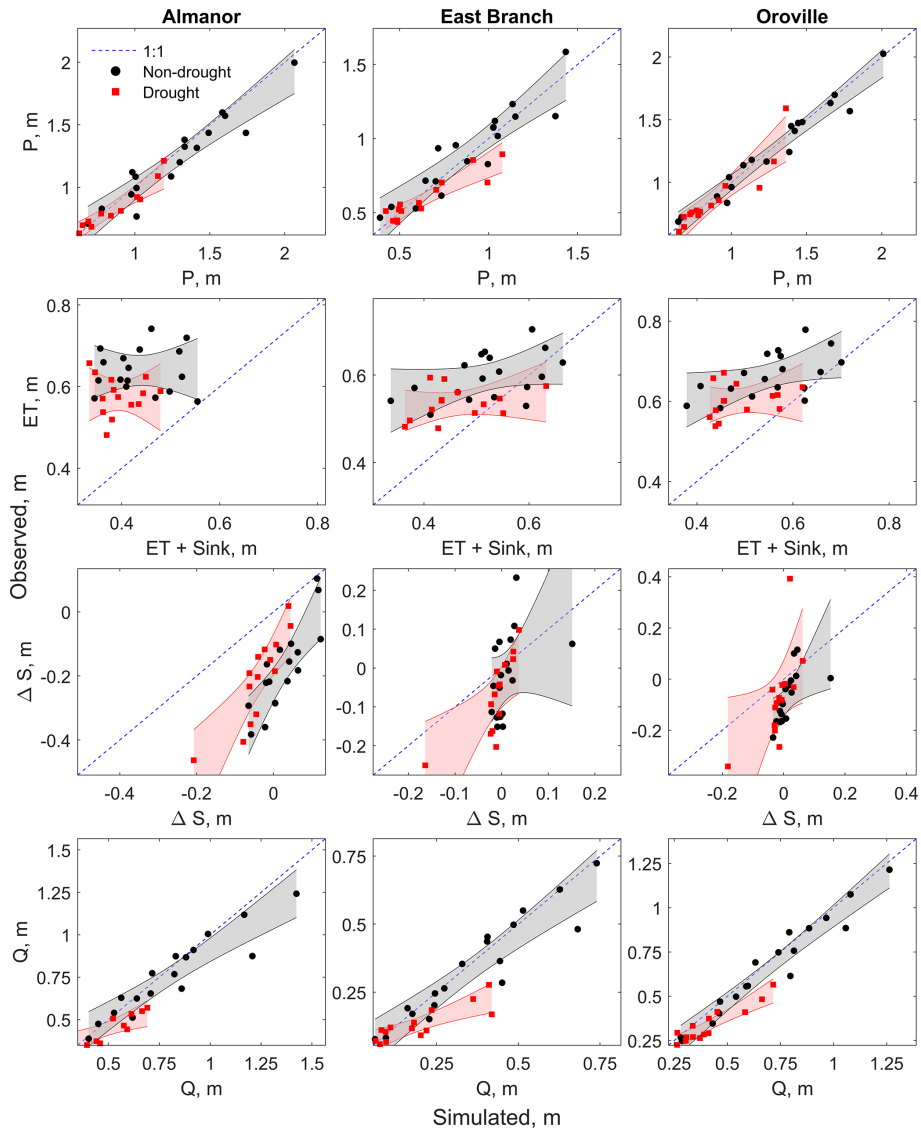 Almanor
East Branch
Oroville
1:1
Non-drought
Drought
2
1.5
1
P, m
1
1.5
2
P, m
1.5
1
0.5
P, m
0.5
1
1.5
P, m
2
1.5
1
P, m
1
1.5
2
P, m
0.8
0.6
0.4
ET, m
0.4
0.6
0.8
ET + Sink, m
0.6
0.4
0.4
0.6
ET + Sink, m
0.8
0.6
0.4
0.4
0.6
0.8
ET + Sink, m
Observed, m
0
-0.2
-0.4
Δ S, m
-0.4
-0.2
0
Δ S, m
0.2
0.1
0
-0.1
-0.2
Δ S, m
-0.2
-0.1
0
0.1
0.2
Δ S, m
0.4
0.2
0
-0.2
Δ S, m
-0.4
-0.2
0
0.2
0.4
Δ S, m
1.5
1.25
1
0.75
0.5
Q, m
0.5
0.75
1
1.25
1.5
Q, m
0.75
0.5
0.25
Q, m
0.25
0.5
0.75
Q, m
1.25
1
0.75
0.5
0.25
Q, m
0.25
0.5
0.75
1
1.25
Q, m
Simulated, m